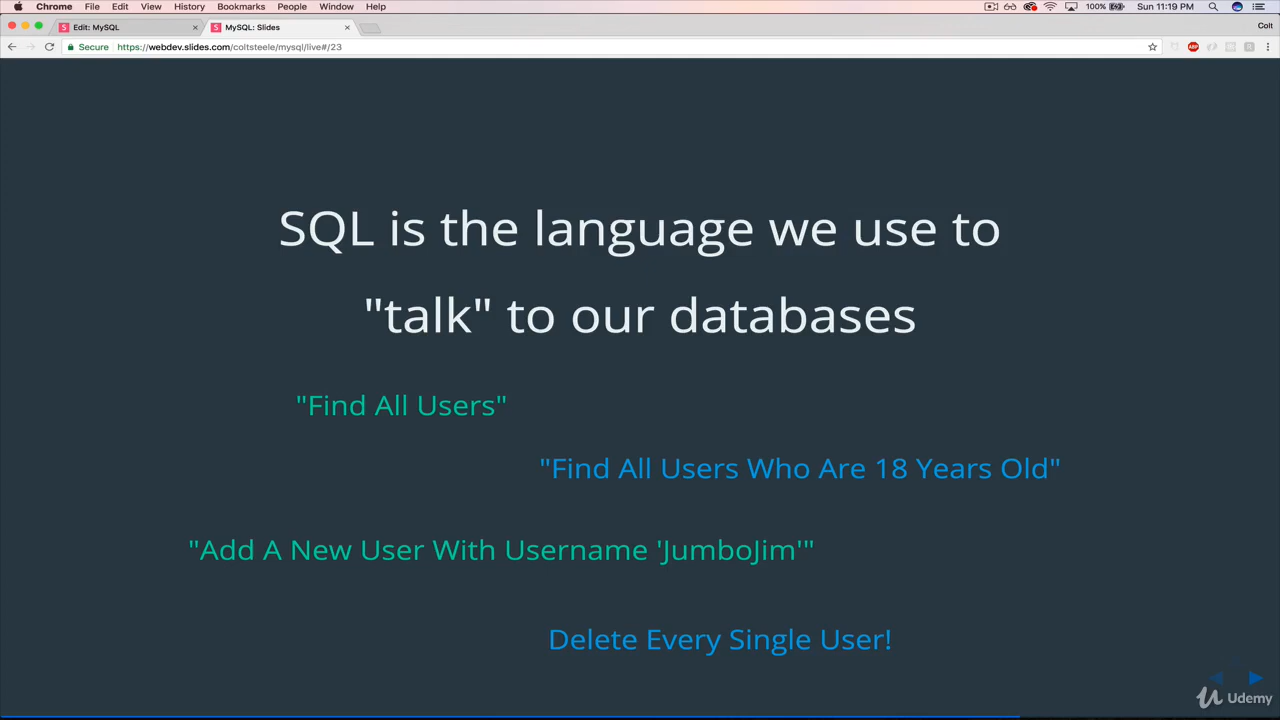 Chrome File Edit View History Bookmarks People Window Help 100% Sun 11:19 PM
Edit: MySQL MySQL: Slides Colt
Secure https://webdev.slides.com/coltsteele/mysql/live#/23
ABP
SQL is the language we use to
"talk" to our databases
"Find All Users"
"Find All Users Who Are 18 Years Old"
"Add A New User With Username 'JumboJim'"
Delete Every Single User!
Udemy